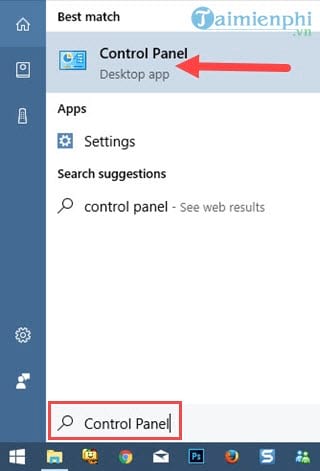 Best match
Taimienphi
.vn
Control Panel
Desktop app
Apps
Settings
Search suggestions
control panel - See web results
Control Panel
Ps
S